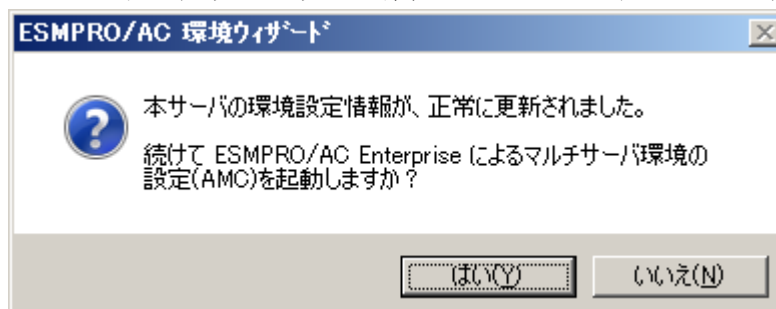 ESMPRO/AC 環境ウィザード
本サーバの環境設定情報が、正常に更新されました。
続けて ESMPRO/AC Enterprise によるマルチサーバ環境の
設定(AMC)を起動しますか？
はい(Y)
いいえ(N)